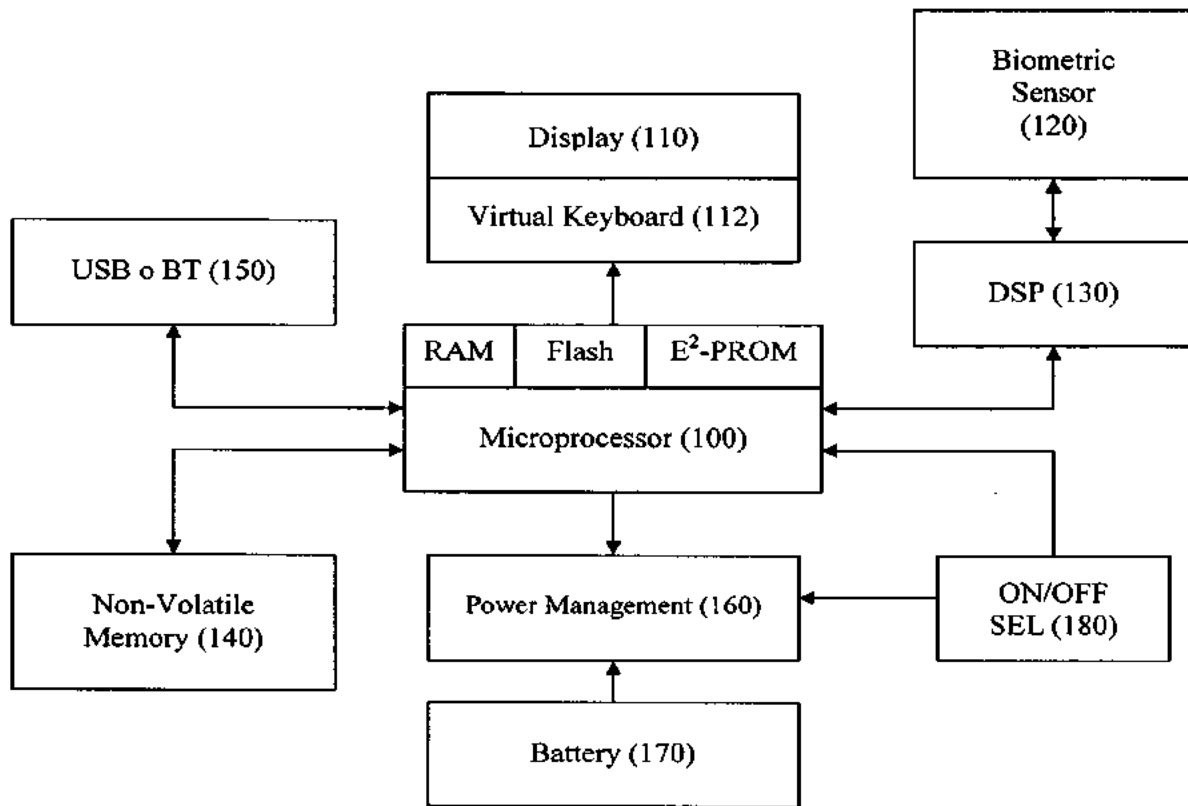 Biometric
Sensor
(120)
Display (110)
Virtual Keyboard (112)
USB o BT (150)
DSP (130)
RAM
Flash
E²-PROM
Microprocessor (100)
Non-Volatile
Memory (140)
Power Management (160)
ON/OFF
SEL (180)
Battery (170)